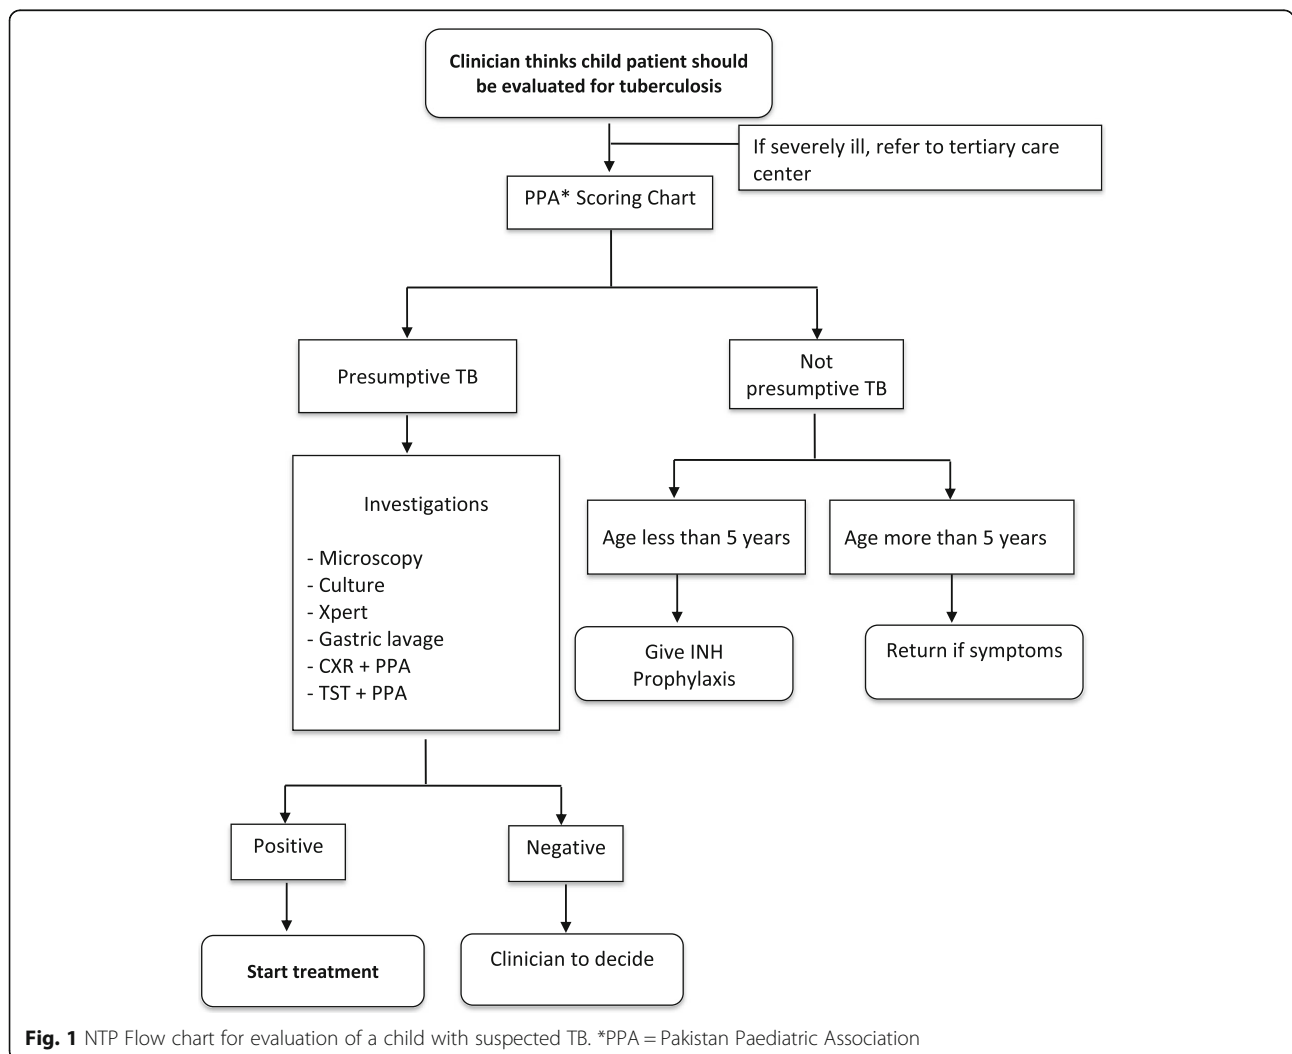 Clinician thinks child patient should
be evaluated for tuberculosis
If severely ill, refer to tertiary care
center
PPA* Scoring Chart
Presumptive TB
Not
presumptive TB
Investigations
- Microscopy
- Culture
- Xpert
- Gastric lavage
- CXR + PPA
- TST + PPA
Age less than 5 years
Age more than 5 years
Give INH
Prophylaxis
Return if symptoms
Positive
Negative
Start treatment
Clinician to decide
Fig. 1 NTP Flow chart for evaluation of a child with suspected TB. *PPA = Pakistan Paediatric Association